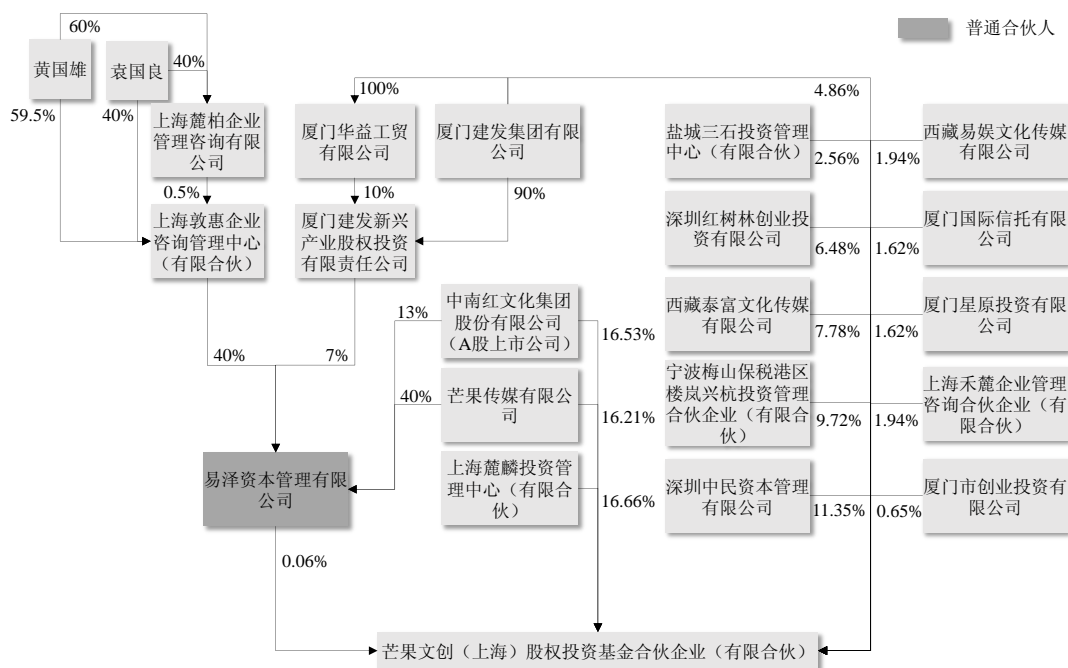 60%
普通合伙人
黄国雄
袁国良
40%
59.5%
40%
100%
4.86%
上海麓柏企业
管理咨询有限
公司
厦门华益工贸
有限公司
厦门建发集团有限
公司
盐城三石投资管理
中心（有限合伙）
2.56%
1.94%
西藏易娱文化传媒
有限公司
0.5%
10%
90%
上海敦惠企业
咨询管理中心
（有限合伙）
厦门建发新兴
产业股权投资
有限责任公司
深圳红树林创业投
资有限公司
6.48%
1.62%
厦门国际信托有限
公司
13%
中南红文化集团
股份有限公司
（A股上市公司）
16.53%
西藏泰富文化传媒
有限公司
7.78%
1.62%
厦门星原投资有限
公司
40%
7%
40%
芒果传媒有限公
司
16.21%
宁波梅山保税港区
楼岚兴杭投资管理
合伙企业（有限合
伙）
9.72%
1.94%
上海禾麓企业管理
咨询合伙企业（有
限合伙）
易泽资本管理有限
公司
上海麓麟投资管
理中心（有限合
伙）
16.66%
深圳中民资本管理
有限公司
11.35%
0.65%
厦门市创业投资有
限公司
0.06%
芒果文创（上海）股权投资基金合伙企业（有限合伙）